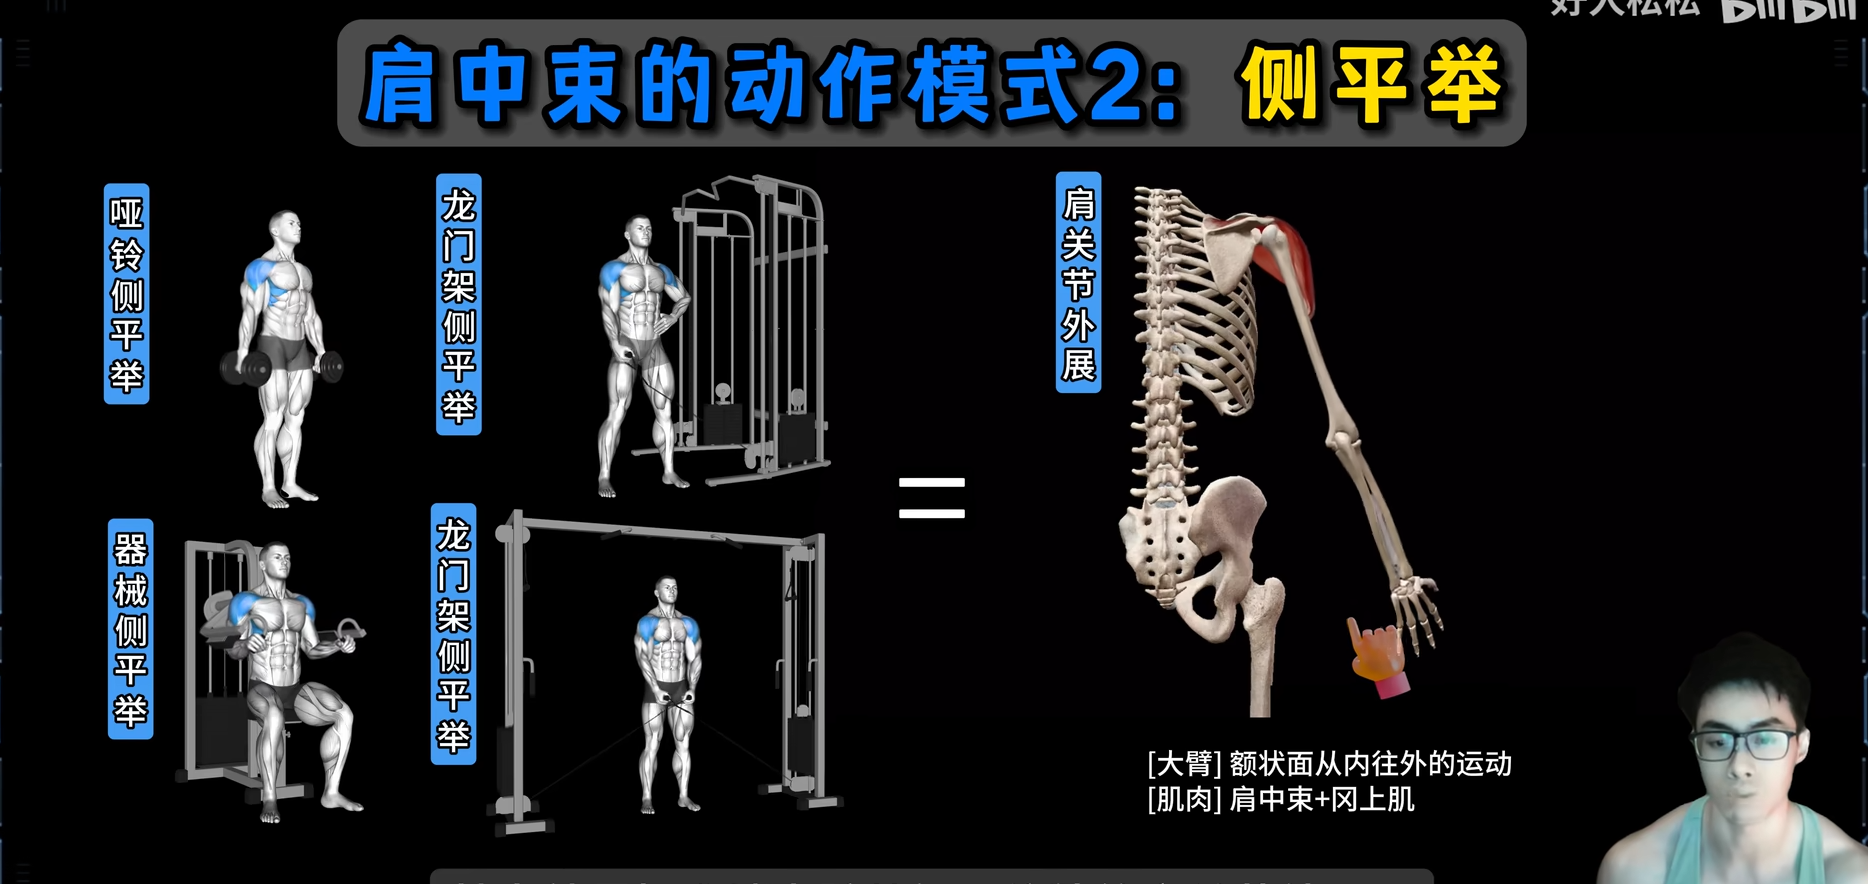 好人松松 bilibili
肩中束的动作模式2：侧平举
哑铃侧平举
龙门架侧平举
肩关节外展
器械侧平举
龙门架侧平举
=
[大臂] 额状面从内往外的运动
[肌肉] 肩中束+冈上肌